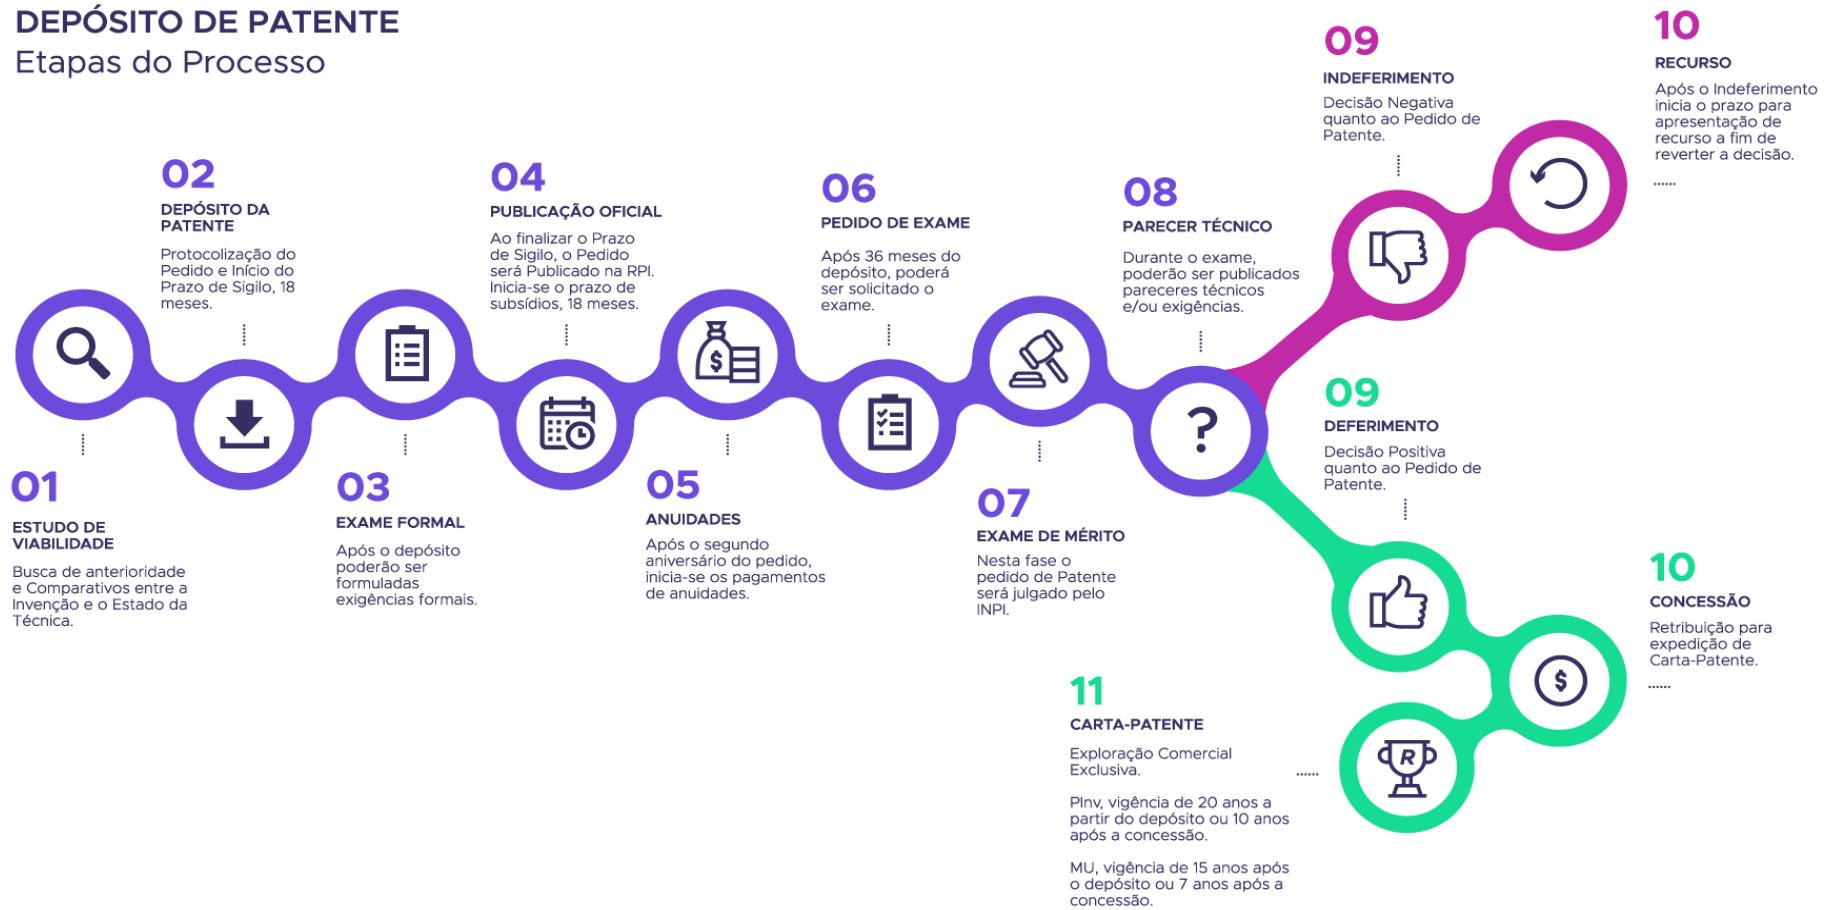 DEPÓSITO DE PATENTE
Etapas do Processo
01
ESTUDO DE
VIABILIDADE
Busca de anterioridade
e Comparativos entre a
Invenção e o Estado da
Técnica.
02
DEPÓSITO DA
PATENTE
Protocolização do
Pedido e Início do
Prazo de Sigilo, 18
meses.
03
EXAME FORMAL
Após o depósito
poderão ser
formuladas
exigências formais.
04
PUBLICAÇÃO OFICIAL
Ao finalizar o Prazo
de Sigilo, o Pedido
será Publicado na RPI.
Inicia-se o prazo de
subsídios, 18 meses.
05
ANUIDADES
Após o segundo
aniversário do pedido,
inicia-se os pagamentos
de anuidades.
$
06
PEDIDO DE EXAME
Após 36 meses do
depósito, poderá
ser solicitado o
exame.
07
EXAME DE MÉRITO
Nesta fase o
pedido de Patente
será julgado pelo
INPI.
08
PARECER TÉCNICO
Durante o exame,
poderão ser publicados
pareceres técnicos
e/ou exigências.
?
09
INDEFERIMENTO
Decisão Negativa
quanto ao Pedido de
Patente.
10
RECURSO
Após o Indeferimento
inicia o prazo para
apresentação de
recurso a fim de
reverter a decisão.
09
DEFERIMENTO
Decisão Positiva
quanto ao Pedido de
Patente.
10
CONCESSÃO
Retribuição para
expedição de
Carta-Patente.
$
11
CARTA-PATENTE
Exploração Comercial
Exclusiva.
PInv, vigência de 20 anos a
partir do depósito ou 10 anos
após a concessão.
MU, vigência de 15 anos após
o depósito ou 7 anos após a
concessão.
R